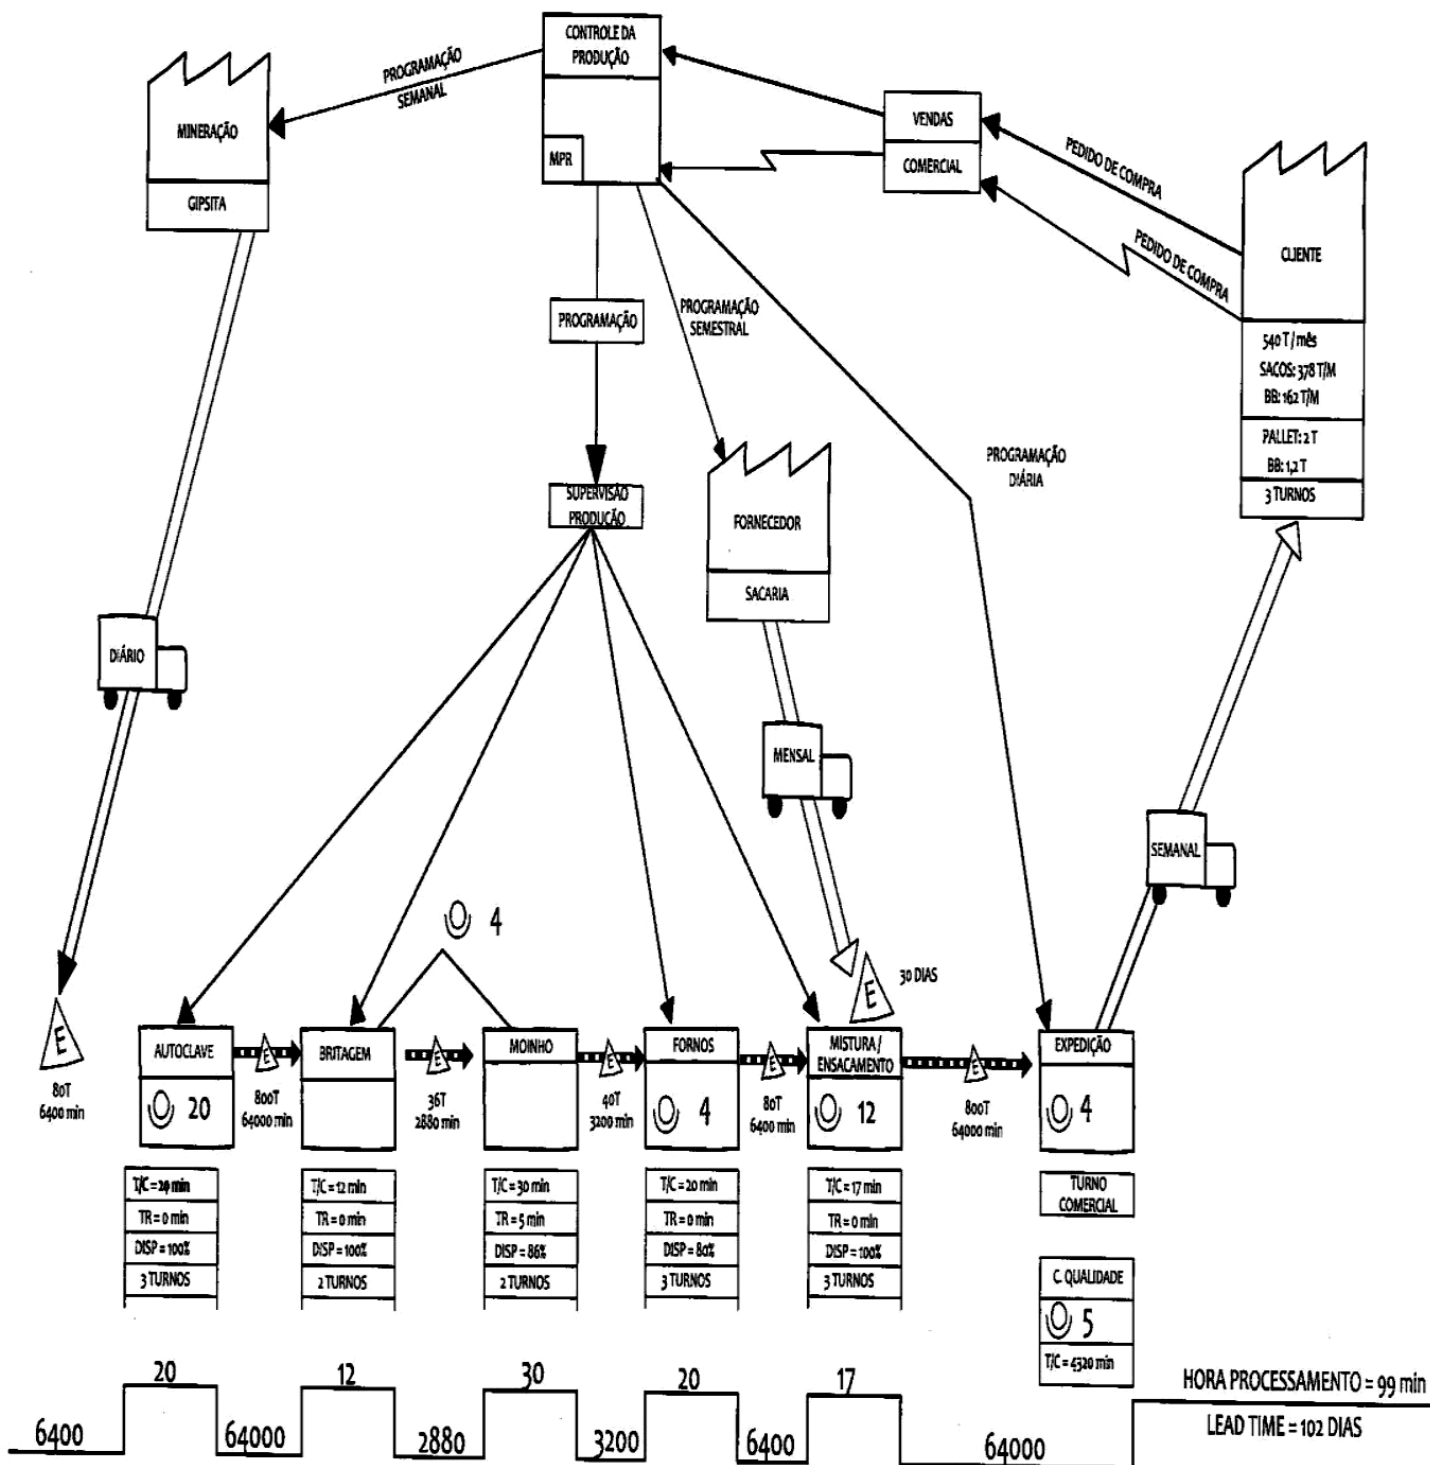 CONTROLE DA
PRODUÇÃO
MPR
PROGRAMAÇÃO
SEMANAL
MINERAÇÃO
GIPSITA
VENDAS
COMERCIAL
PEDIDO DE COMPRA
PEDIDO DE COMPRA
CLIENTE
540 T / mês
SACOS: 378 T/M
BB: 162 T/M
PALLET: 2 T
BB: 1,2 T
3 TURNOS
PROGRAMAÇÃO
PROGRAMAÇÃO
SEMESTRAL
PROGRAMAÇÃO
DIÁRIA
SUPERVISÃO
PRODUÇÃO
FORNECEDOR
SACARIA
DIÁRIO
MENSAL
SEMANAL
4
E
30 DIAS
E
80T
6400 min
AUTOCLAVE
20
E
800T
64000 min
BRITAGEM
E
36T
2880 min
MOINHO
E
40T
3200 min
FORNOS
4
E
80T
6400 min
MISTURA /
ENSACAMENTO
12
E
800T
64000 min
EXPEDIÇÃO
4
T/C = 20 min
TR = 0 min
DISP = 100%
3 TURNOS
T/C = 12 min
TR = 0 min
DISP = 100%
2 TURNOS
T/C = 30 min
TR = 5 min
DISP = 86%
2 TURNOS
T/C = 20 min
TR = 0 min
DISP = 80%
3 TURNOS
T/C = 17 min
TR = 0 min
DISP = 100%
3 TURNOS
TURNO
COMERCIAL
C. QUALIDADE
5
T/C = 4320 min
20
12
30
20
17
HORA PROCESSAMENTO = 99 min
6400
64000
2880
3200
6400
64000
LEAD TIME = 102 DIAS